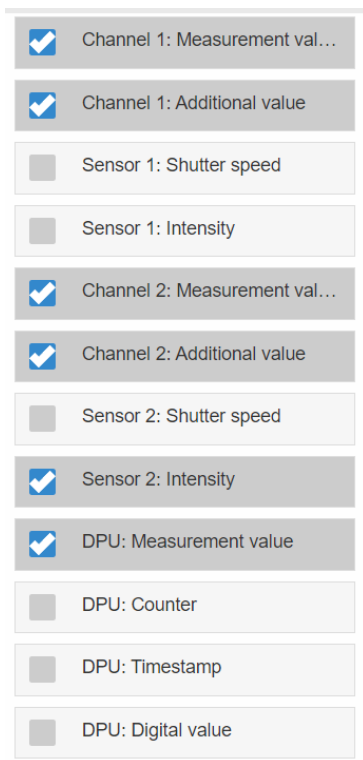 Channel 1: Measurement val...
Channel 1: Additional value
Sensor 1: Shutter speed
Sensor 1: Intensity
Channel 2: Measurement val...
Channel 2: Additional value
Sensor 2: Shutter speed
Sensor 2: Intensity
DPU: Measurement value
DPU: Counter
DPU: Timestamp
DPU: Digital value